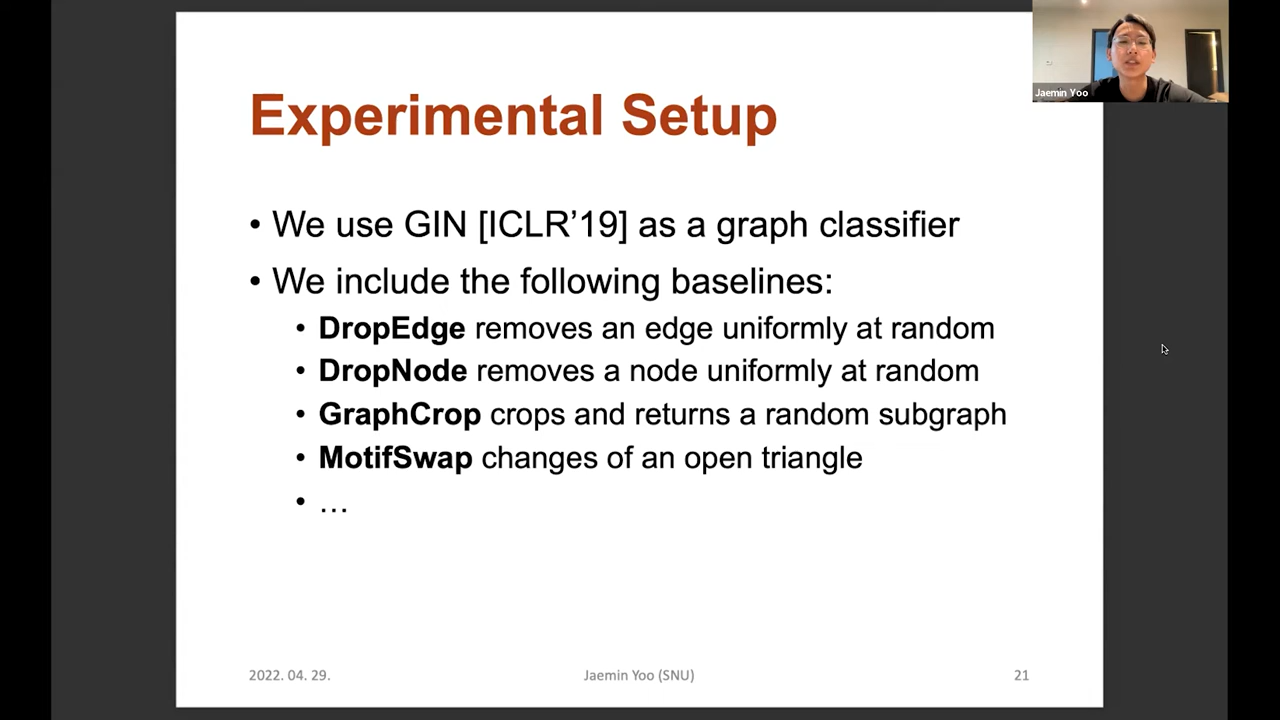 Experimental Setup
• We use GIN [ICLR’19] as a graph classifier
• We include the following baselines:
• DropEdge removes an edge uniformly at random
• DropNode removes a node uniformly at random
• GraphCrop crops and returns a random subgraph
• MotifSwap changes of an open triangle
• …
2022. 04. 29.
Jaemin Yoo (SNU)
21
Jaemin Yoo